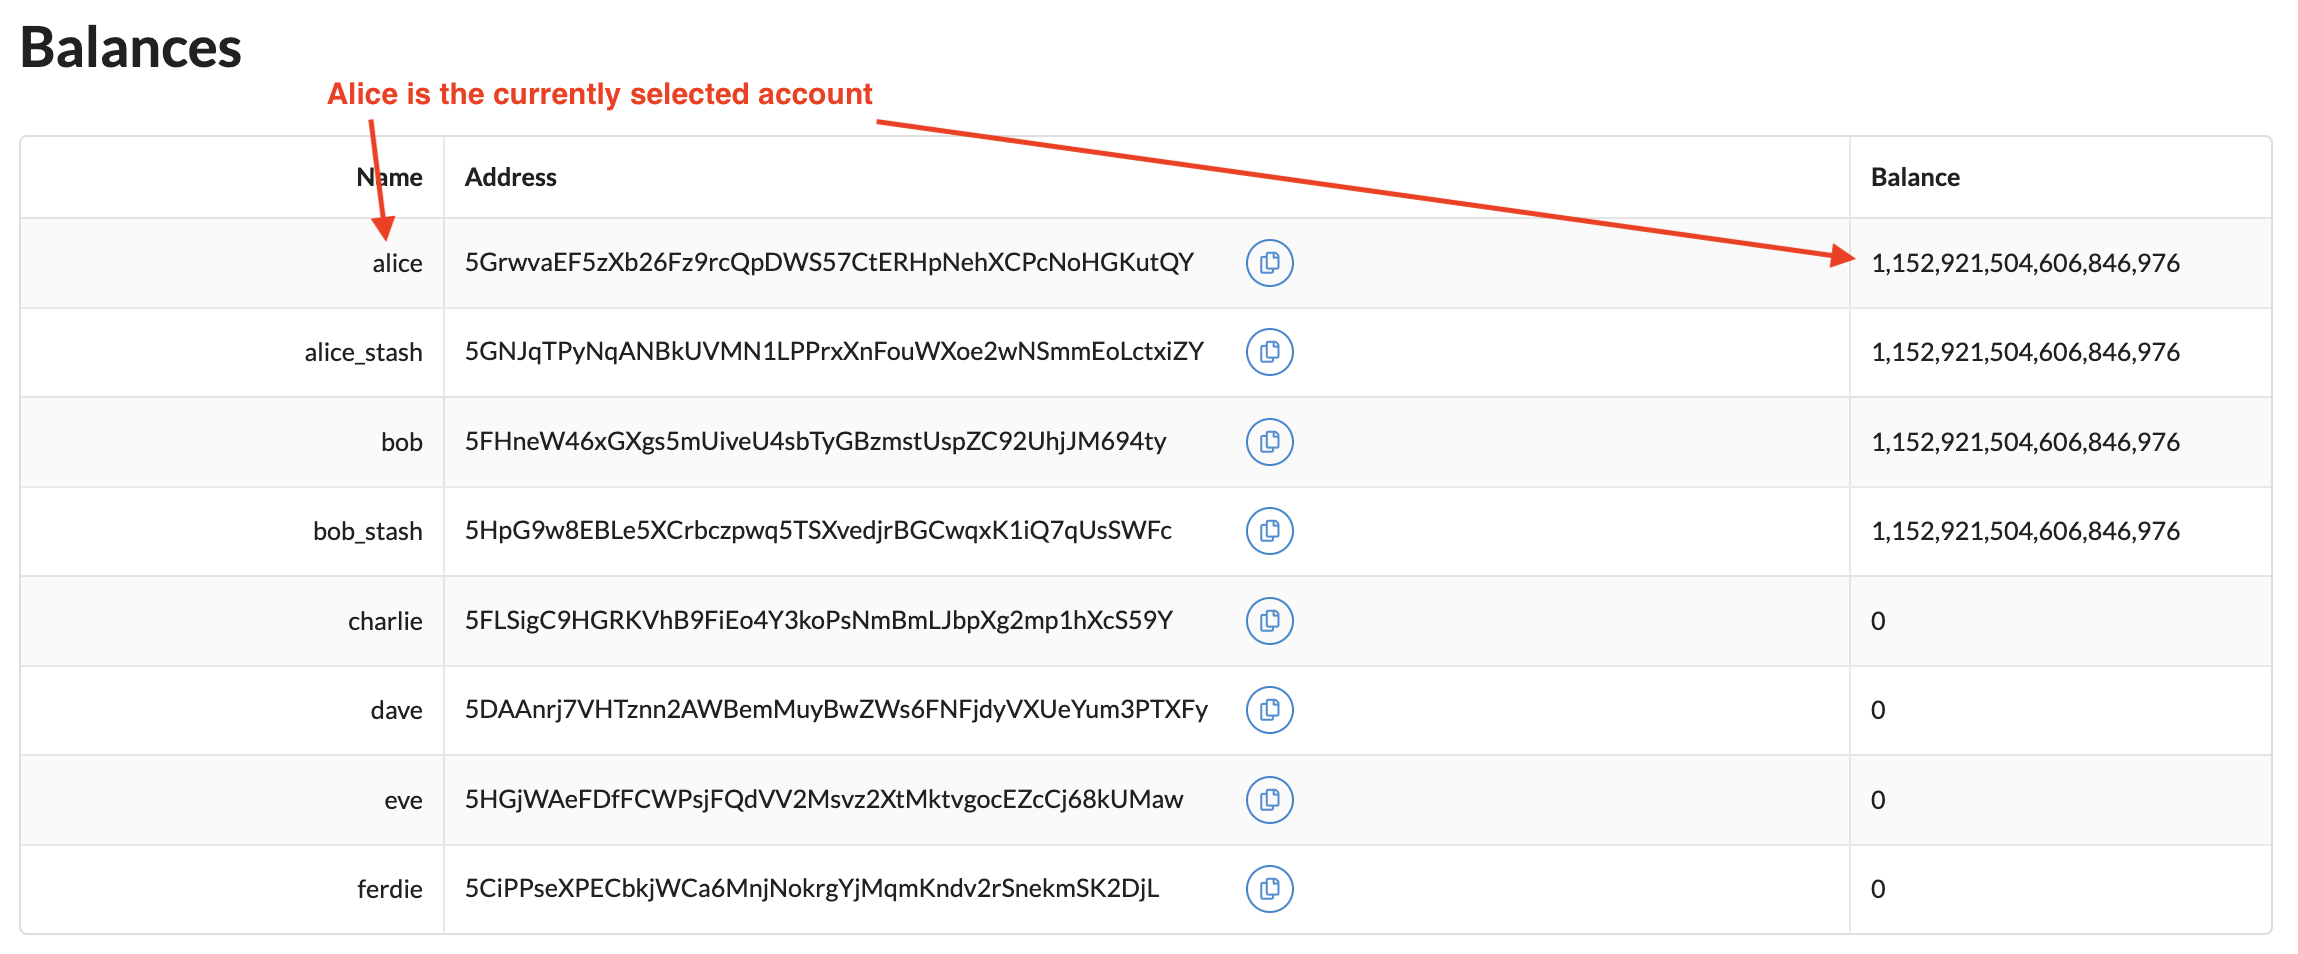 Balances
Alice is the currently selected account
Name Address Balance
alice 5GrwvaEF5zXb26Fz9rcQpDWS57CtERHpNehXCPcNoHGKutQY 1,152,921,504,606,846,976
alice_stash 5GNJqTPyNqANBkUVMN1LPPrxXnFouWXoe2wNSmmEoLctxiZY 1,152,921,504,606,846,976
bob 5FHneW46xGXgs5mUiveU4sbTyGBzmstUspZC92UhjJM694ty 1,152,921,504,606,846,976
bob_stash 5HpG9w8EBLe5XCrbczpwq5TSXvedjrBGCwqxK1iQ7qUsSWFc 1,152,921,504,606,846,976
charlie 5FLSigC9HGRKVhB9FiEo4Y3koPsNmBmLJbpXg2mp1hXcS59Y 0
dave 5DAAnrj7VHTznn2AWBemMuyBwZWs6FNFjdyVXUeYum3PTXFy 0
eve 5HGjWAeFDfFCWPsjFQdVV2Msvz2XtMktvgocEZcCj68kUMaw 0
ferdie 5CiPPseXPECbkjWCa6MnjNokrgYjMqmKndv2rSnekmSK2DjL 0